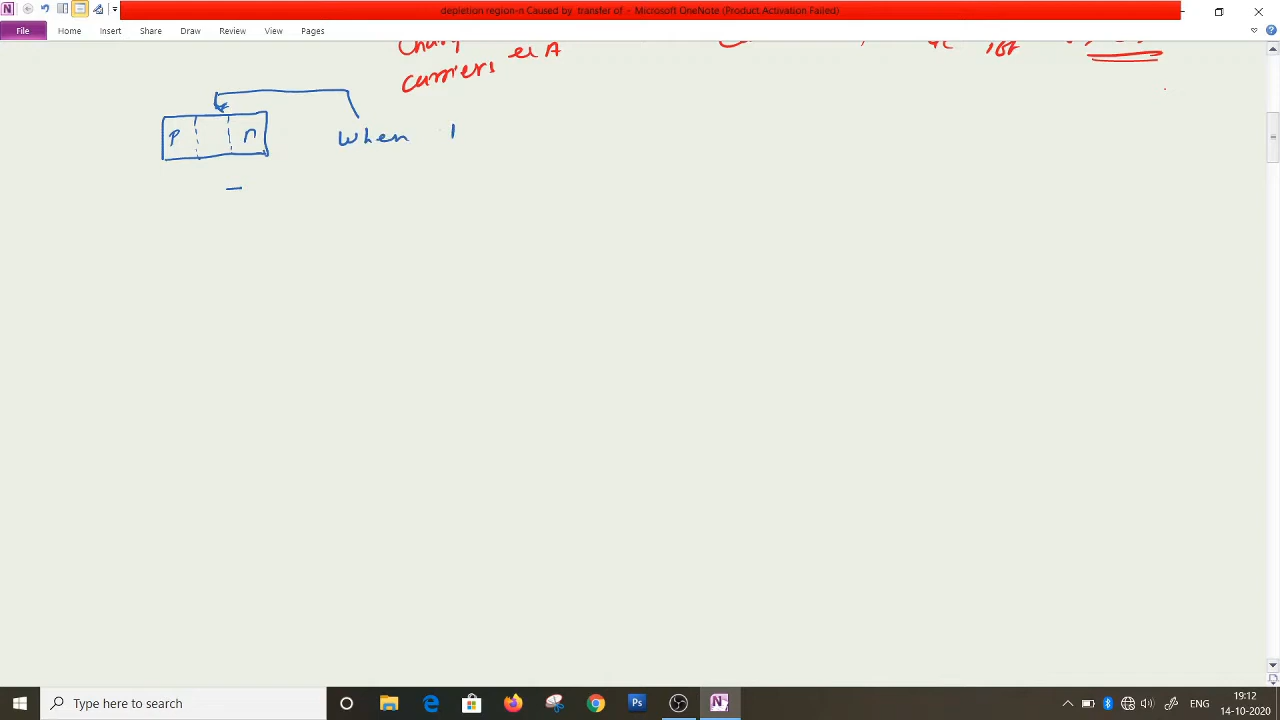 depletion region-n Caused by transfer of - Microsoft OneNote (Product Activation Failed)
File Home Insert Share Draw Review View Pages
carriers
P n When
Type here to search
ENG
19:12
14-10-2020